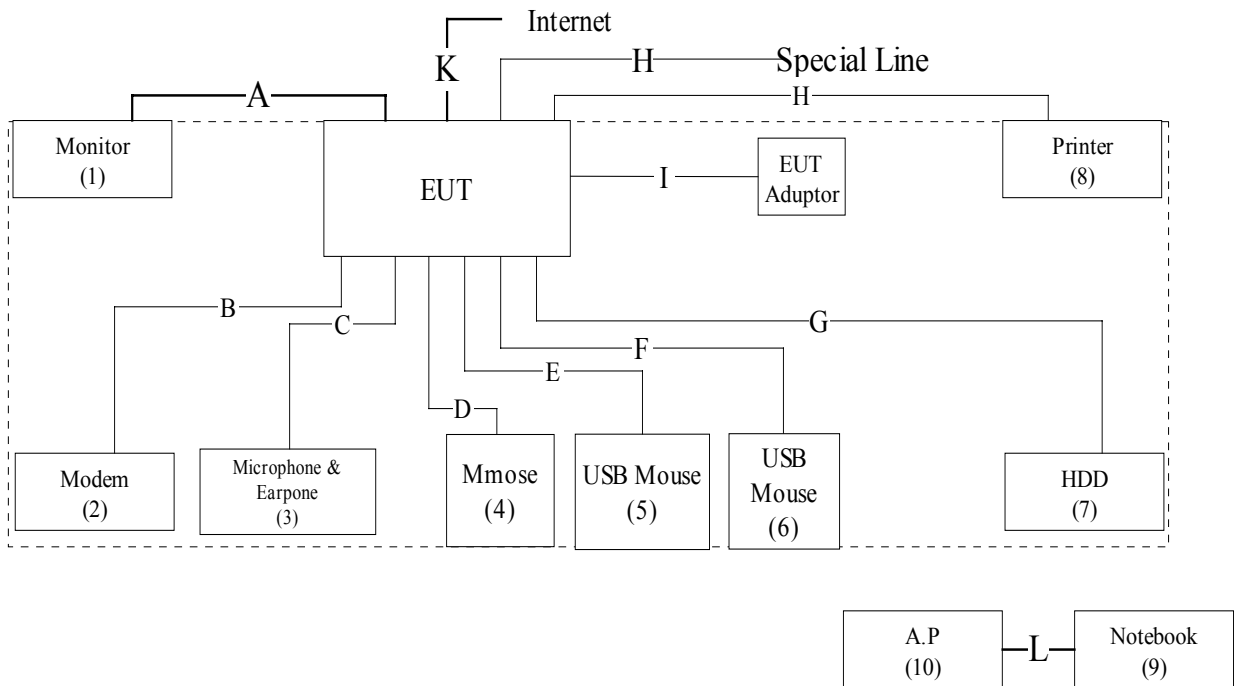 Internet
K
H
Special Line
A
H
Monitor
(1)
EUT
I
EUT
Aduptor
Printer
(8)
B
C
G
F
E
D
Modem
(2)
Microphone &
Earpone
(3)
Mmose
(4)
USB Mouse
(5)
USB
Mouse
(6)
HDD
(7)
A.P
(10)
L
Notebook
(9)